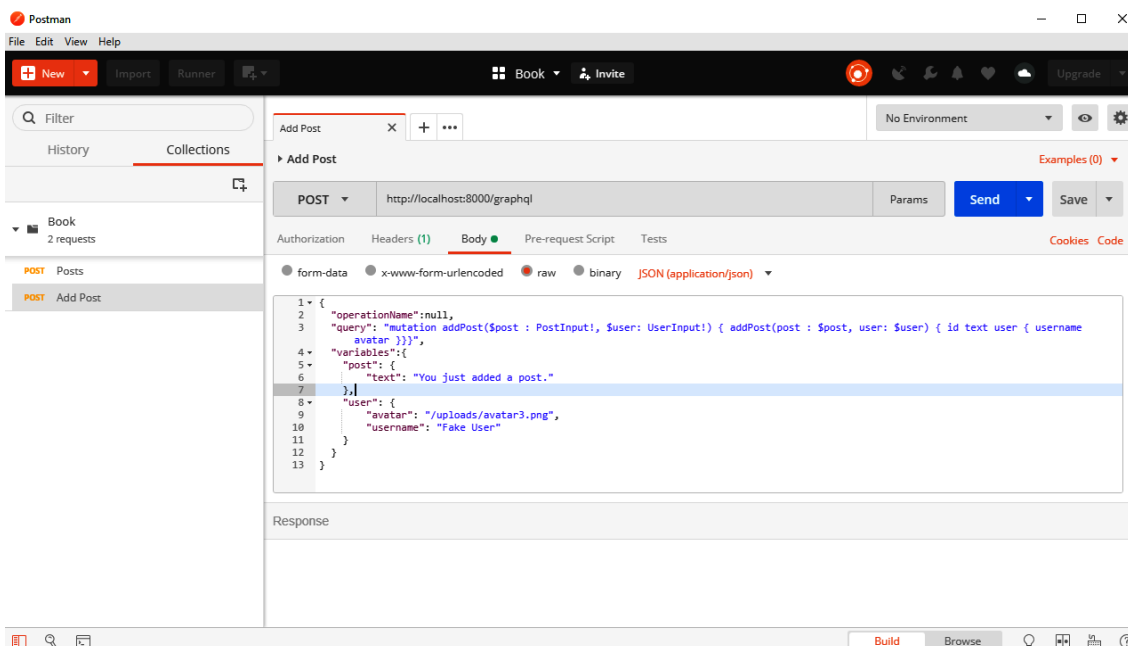 Postman
File Edit View Help
New Import Runner Book Invite Upgrade
Filter
History Collections
Book
2 requests
POST Posts
POST Add Post
Add Post No Environment
Add Post Examples (0)
POST http://localhost:8000/graphql Params Send Save
Authorization Headers (1) Body Pre-request Script Tests Cookies Code
form-data x-www-form-urlencoded raw binary JSON (application/json)
1 {
2 "operationName":null,
3 "query": "mutation addPost($post : PostInput!, $user: UserInput!) { addPost(post : $post, user: $user) { id text user { username
avatar }}}",
4 "variables":{
5 "post": {
6 "text": "You just added a post."
7 },
8 "user": {
9 "avatar": "/uploads/avatar3.png",
10 "username": "Fake User"
11 }
12 }
13 }
Response
Build Browse